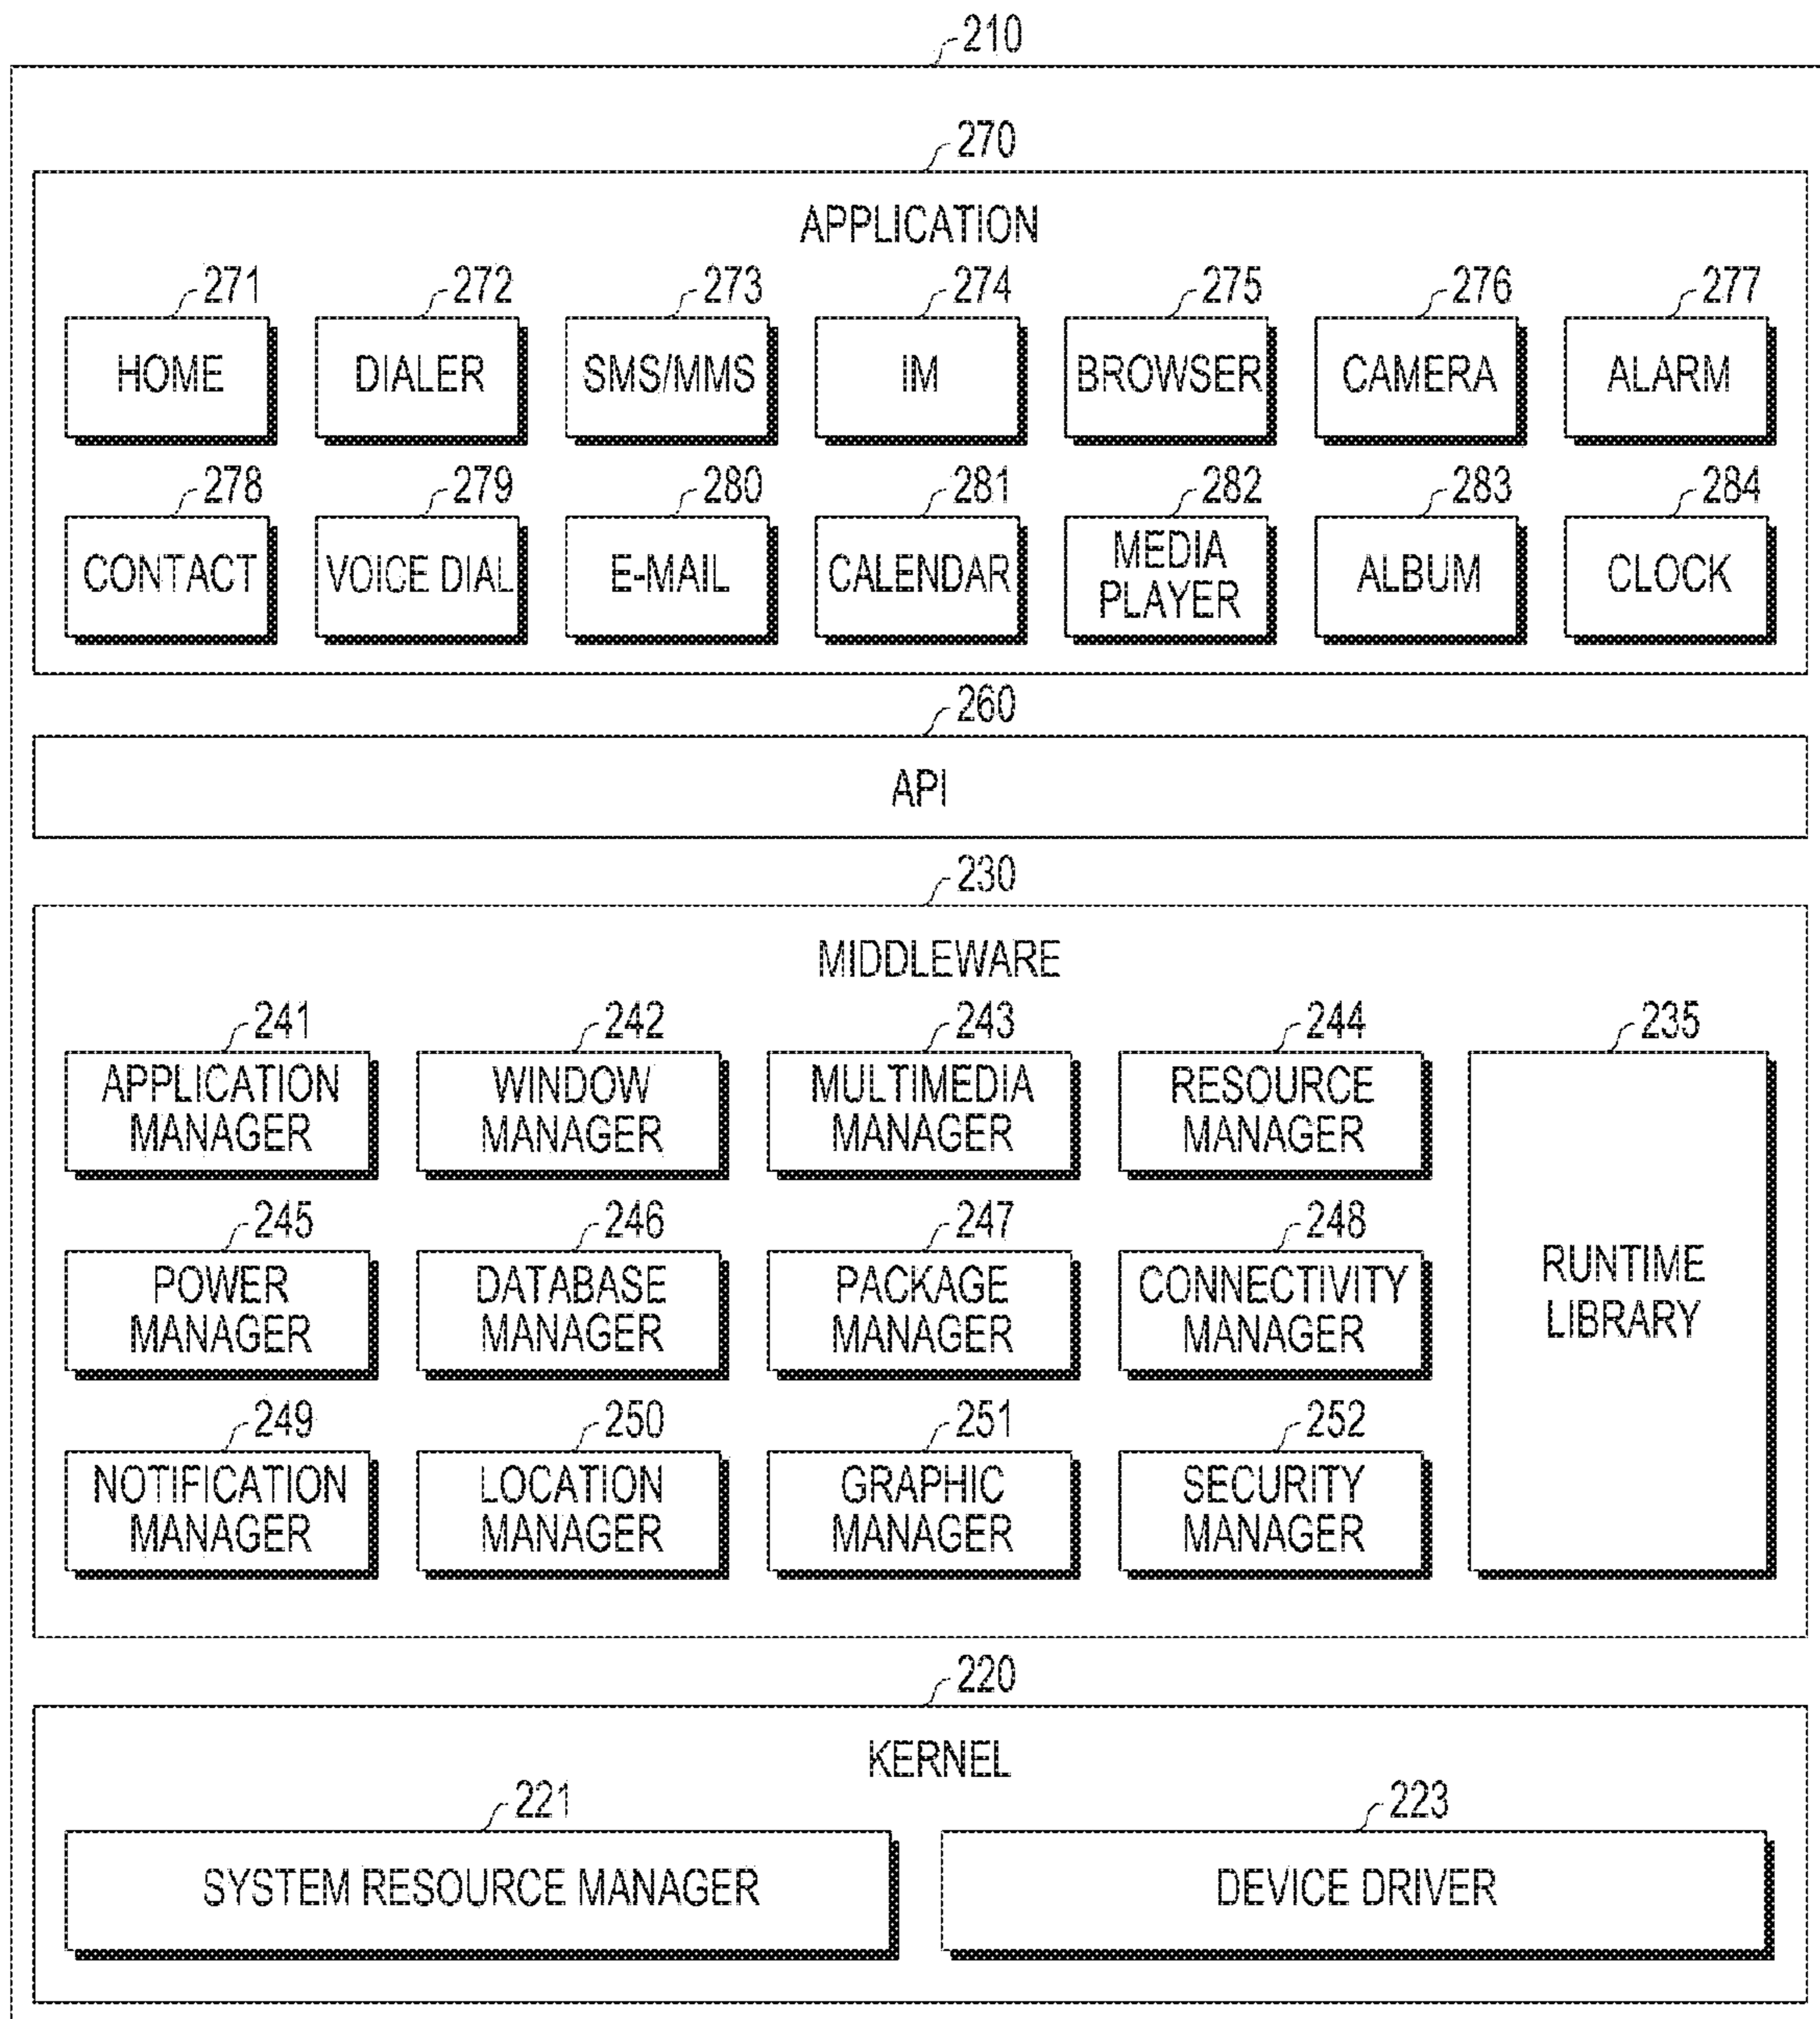 210
270
APPLICATION
271 272 273 274 275 276 277
HOME DIALER SMS/MMS IM BROWSER CAMERA ALARM
278 279 280 281 282 283 284
CONTACT VOICE DIAL E-MAIL CALENDAR MEDIA PLAYER ALBUM CLOCK
260
API
230
MIDDLEWARE
241 242 243 244 235
APPLICATION MANAGER WINDOW MANAGER MULTIMEDIA MANAGER RESOURCE MANAGER
245 246 247 248
POWER MANAGER DATABASE MANAGER PACKAGE MANAGER CONNECTIVITY MANAGER RUNTIME LIBRARY
249 250 251 252
NOTIFICATION MANAGER LOCATION MANAGER GRAPHIC MANAGER SECURITY MANAGER
220
KERNEL
221 223
SYSTEM RESOURCE MANAGER DEVICE DRIVER